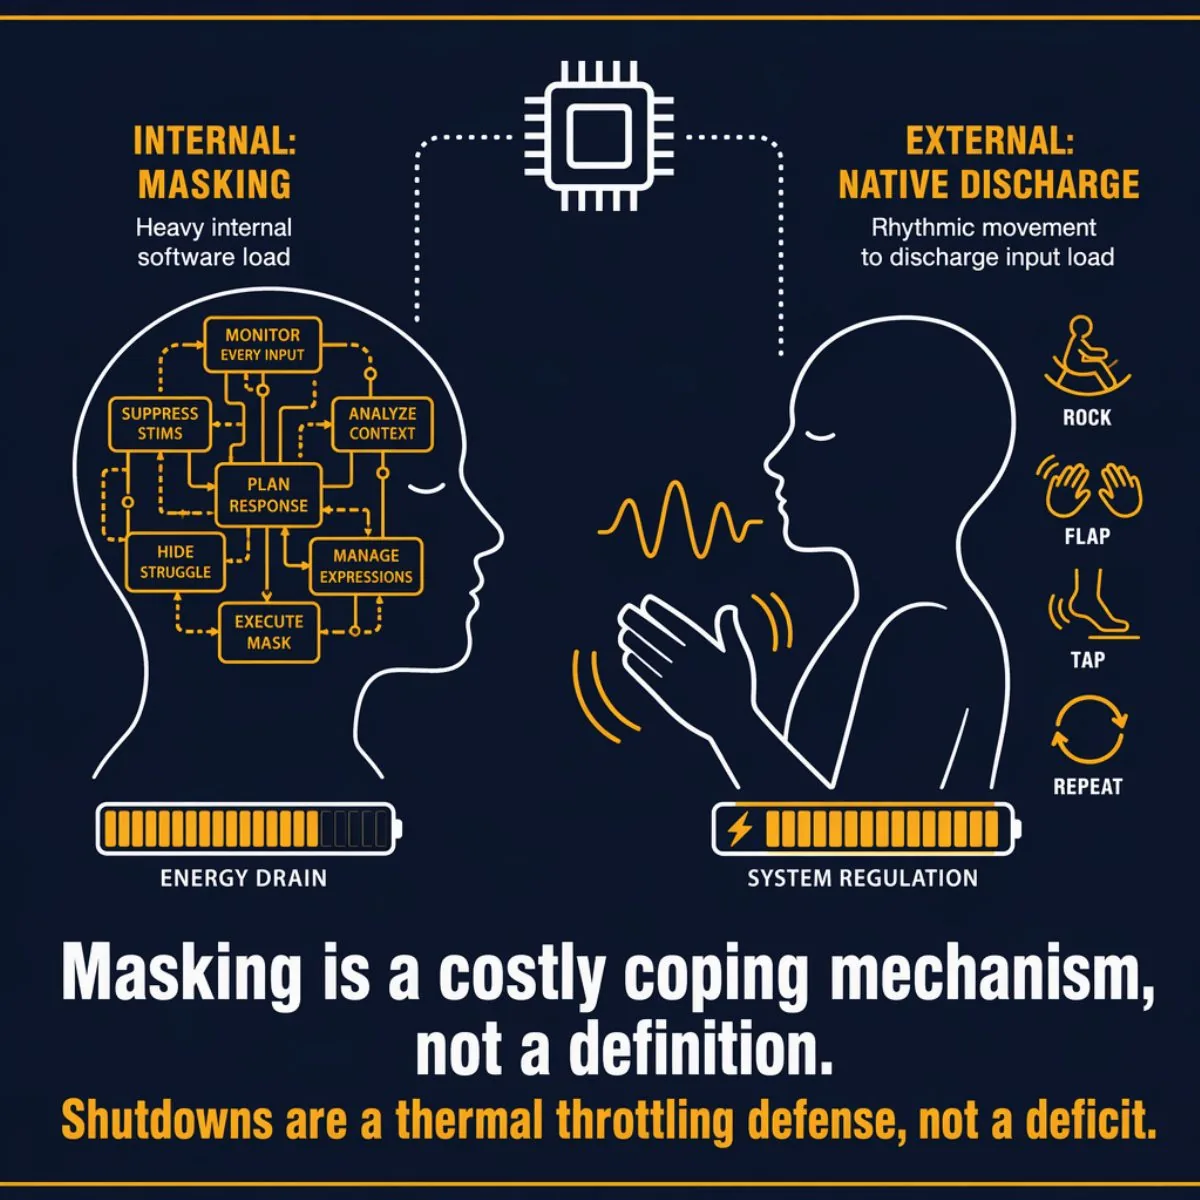 INTERNAL:
MASKING
Heavy internal
software load
EXTERNAL:
NATIVE DISCHARGE
Rhythmic movement
to discharge input load
MONITOR
EVERY INPUT
SUPPRESS
STIMS
ANALYZE
CONTEXT
PLAN
RESPONSE
HIDE
STRUGGLE
MANAGE
EXPRESSIONS
EXECUTE
MASK
ROCK
FLAP
TAP
REPEAT
ENERGY DRAIN
SYSTEM REGULATION
Masking is a costly coping mechanism,
not a definition.
Shutdowns are a thermal throttling defense, not a deficit.